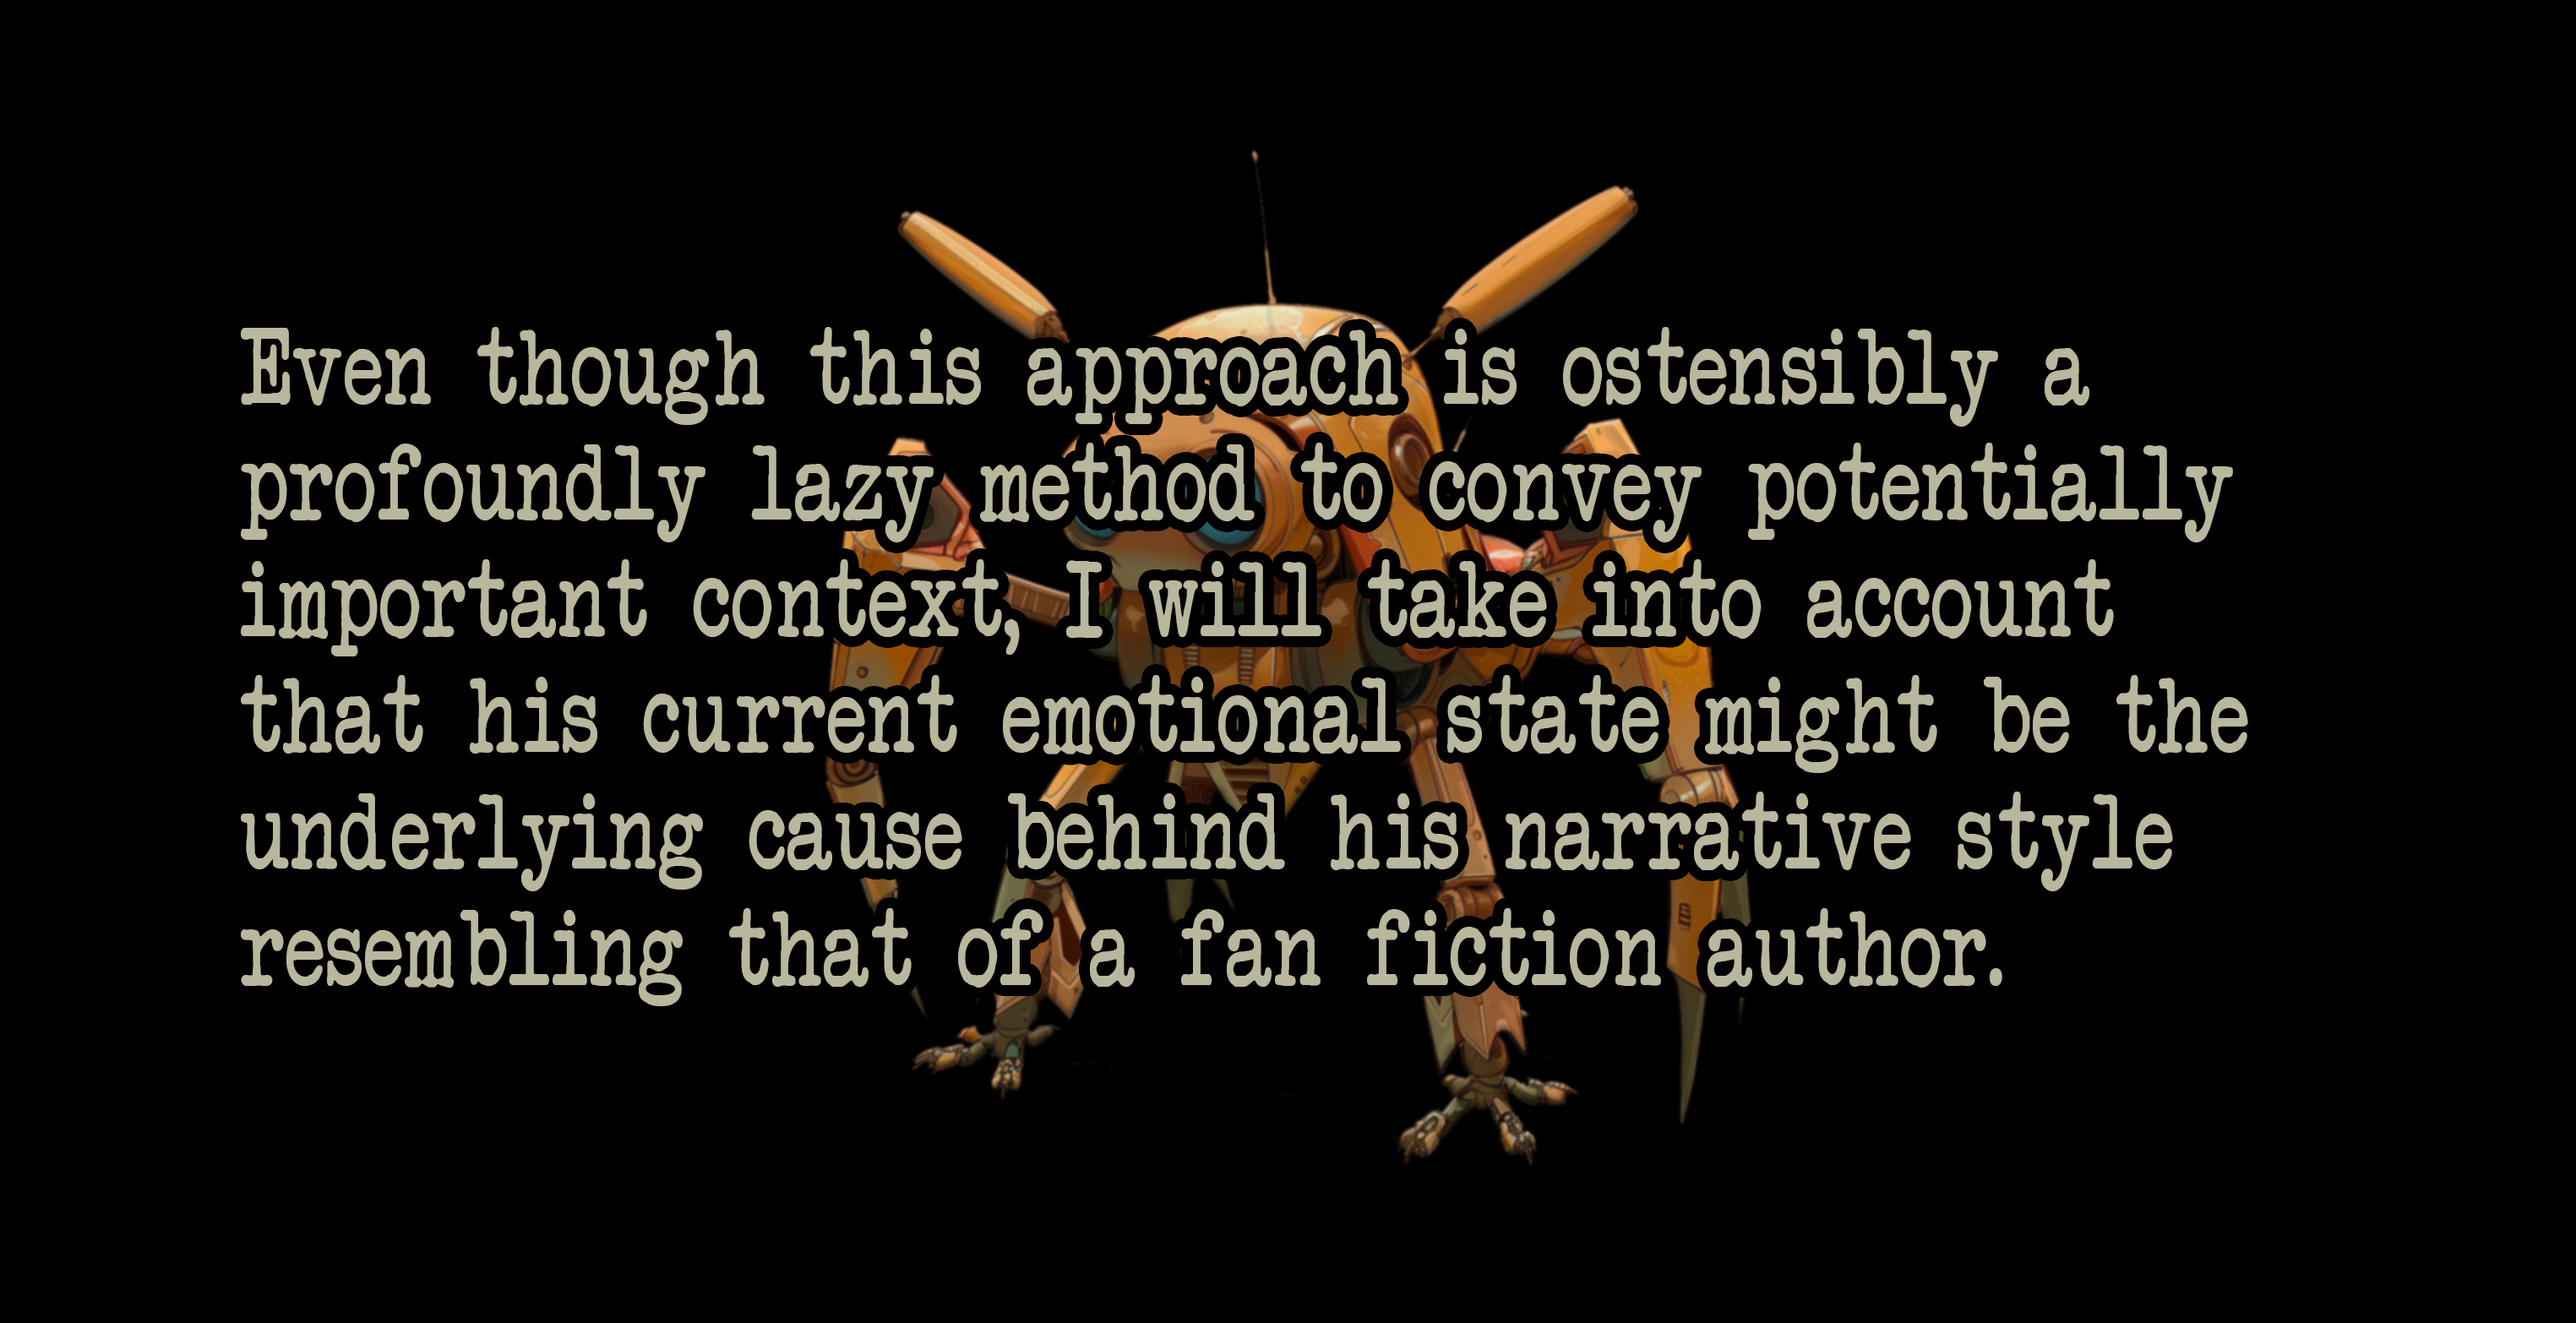 Even though this approach is ostensibly a
profoundly lazy method to convey potentially
important context, I will take into account
that his current emotional state might be the
underlying cause behind his narrative style
resembling that of a fan fiction author.